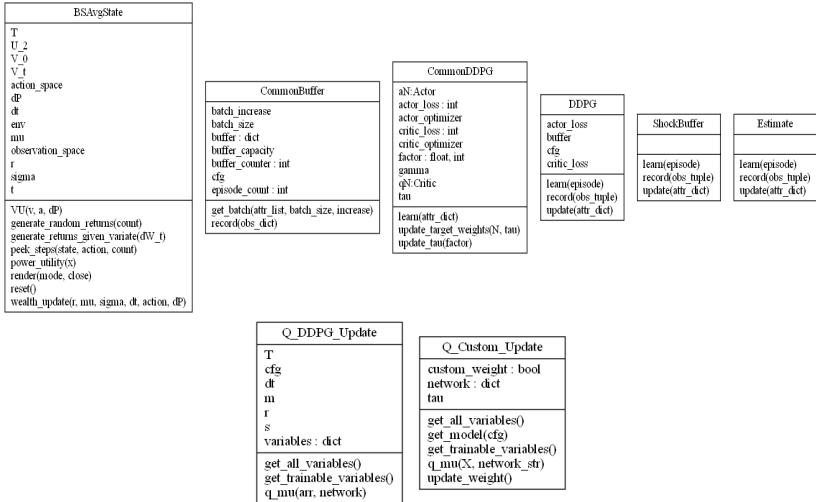 BSAvgState
T
U_2
V_0
V_t
action_space
dP
dt
env
mu
observation_space
r
sigma
t
VU(v, a, dP)
generate_random_returns(count)
generate_returns_given_variate(dW_t)
peek_steps(state, action, count)
power_utility(x)
render(mode, close)
reset()
wealth_update(r, mu, sigma, dt, action, dP)
CommonBuffer
batch_increase
batch_size
buffer : dict
buffer_capacity
buffer_counter : int
cfg
episode_count : int
get_batch(attr_list, batch_size, increase)
record(obs_dict)
CommonDDPG
aN:Actor
actor_loss : int
actor_optimizer
critic_loss : int
critic_optimizer
factor : float, int
gamma
qN:Critic
tau
learn(attr_dict)
update_target_weights(N, tau)
update_tau(factor)
DDPG
actor_loss
buffer
cfg
critic_loss
learn(episode)
record(obs_tuple)
update(attr_dict)
ShockBuffer
learn(episode)
record(obs_tuple)
update(attr_dict)
Estimate
learn(episode)
record(obs_tuple)
update(attr_dict)
Q_DDPG_Update
T
cfg
dt
m
r
s
variables : dict
get_all_variables()
get_trainable_variables()
q_mu(arr, network)
Q_Custom_Update
custom_weight : bool
network : dict
tau
get_all_variables()
get_model(cfg)
get_trainable_variables()
q_mu(X, network_str)
update_weight()